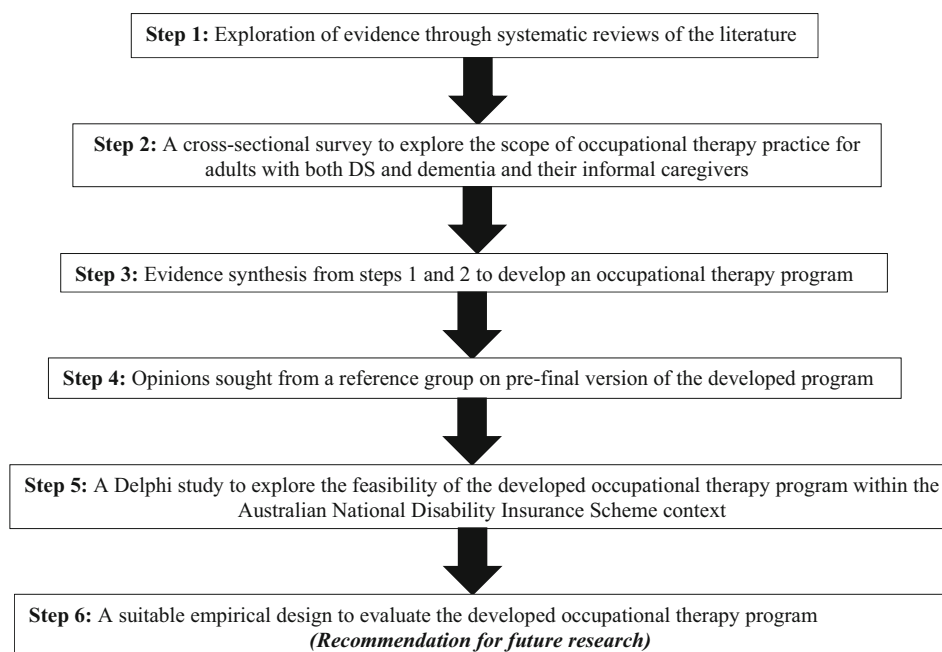 Step 1: Exploration of evidence through systematic reviews of the literature
Step 2: A cross-sectional survey to explore the scope of occupational therapy practice for
adults with both DS and dementia and their informal caregivers
Step 3: Evidence synthesis from steps 1 and 2 to develop an occupational therapy program
Step 4: Opinions sought from a reference group on pre-final version of the developed program
Step 5: A Delphi study to explore the feasibility of the developed occupational therapy program within the
Australian National Disability Insurance Scheme context
Step 6: A suitable empirical design to evaluate the developed occupational therapy program
(Recommendation for future research)